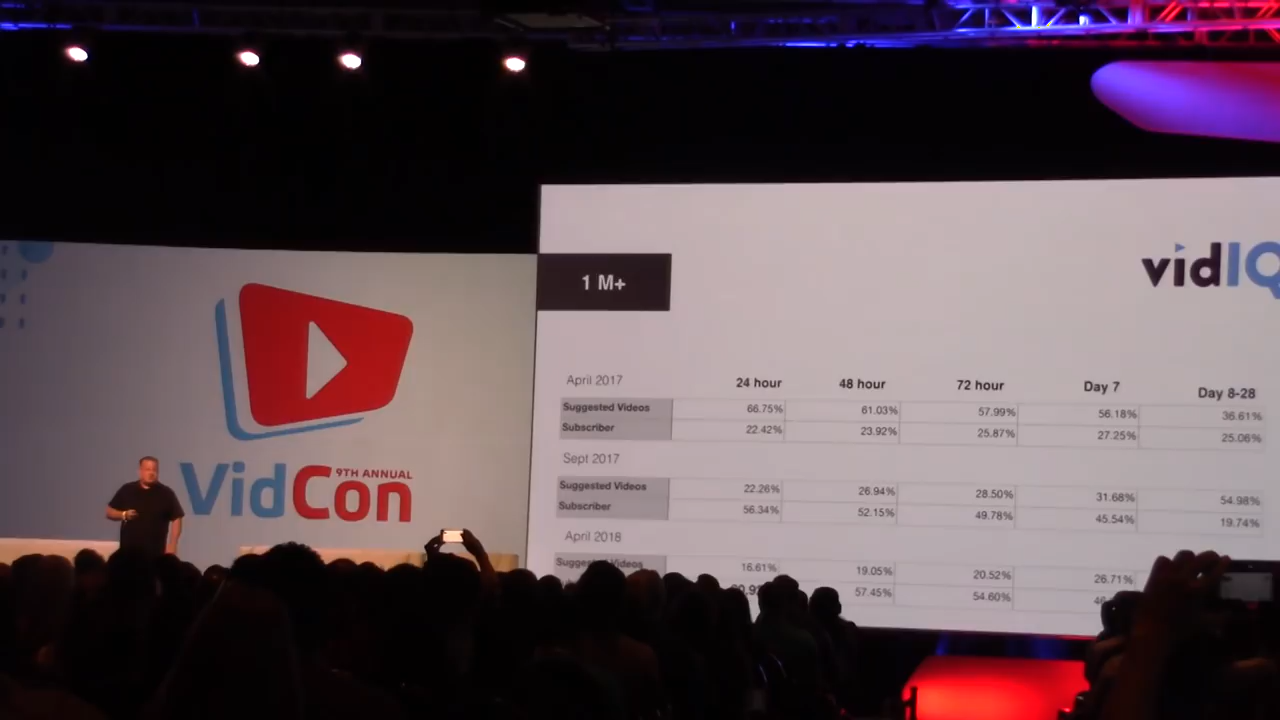 1 M+
vidIQ
9TH ANNUAL
VidCon
April 2017 24 hour 48 hour 72 hour Day 7 Day 8-28
Suggested Videos 66.75% 61.03% 57.99% 56.18% 36.61%
Subscriber 22.42% 23.92% 25.87% 27.25% 25.06%
Sept 2017
Suggested Videos 22.26% 26.94% 28.50% 31.68% 54.98%
Subscriber 56.34% 52.15% 49.78% 45.54% 19.74%
April 2018
Suggested Videos 16.61% 19.05% 20.52% 26.71%
57.45% 54.60%